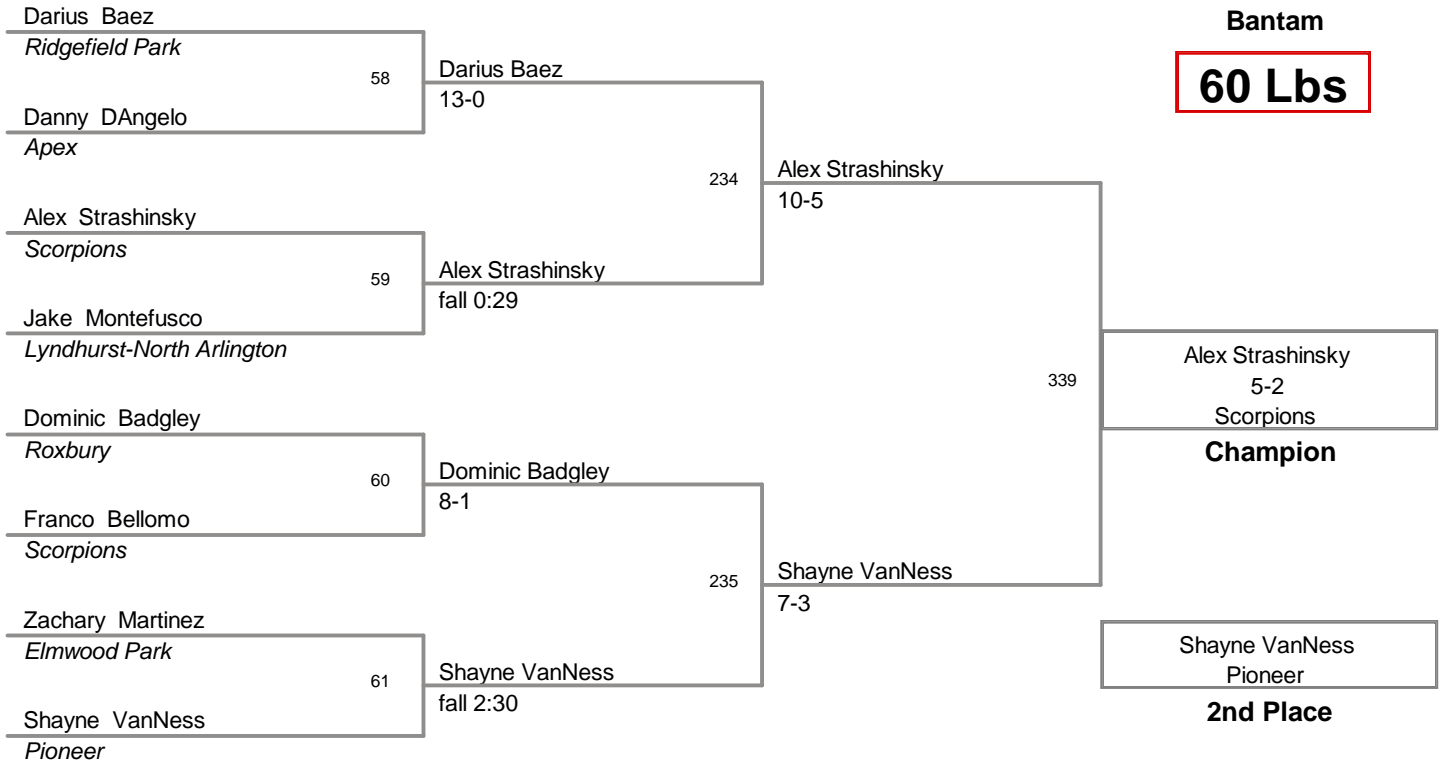 Darius Baez
Ridgefield Park
58
Danny DAngelo
Apex
Darius Baez
13-0
Alex Strashinsky
Scorpions
59
Jake Montefusco
Lyndhurst-North Arlington
Alex Strashinsky
fall 0:29
234
Alex Strashinsky
10-5
Dominic Badgley
Roxbury
60
Franco Bellomo
Scorpions
Dominic Badgley
8-1
Zachary Martinez
Elmwood Park
61
Shayne VanNess
Pioneer
Shayne VanNess
fall 2:30
235
Shayne VanNess
7-3
339
Bantam
60 Lbs
Alex Strashinsky
5-2
Scorpions
Champion
Shayne VanNess
Pioneer
2nd Place